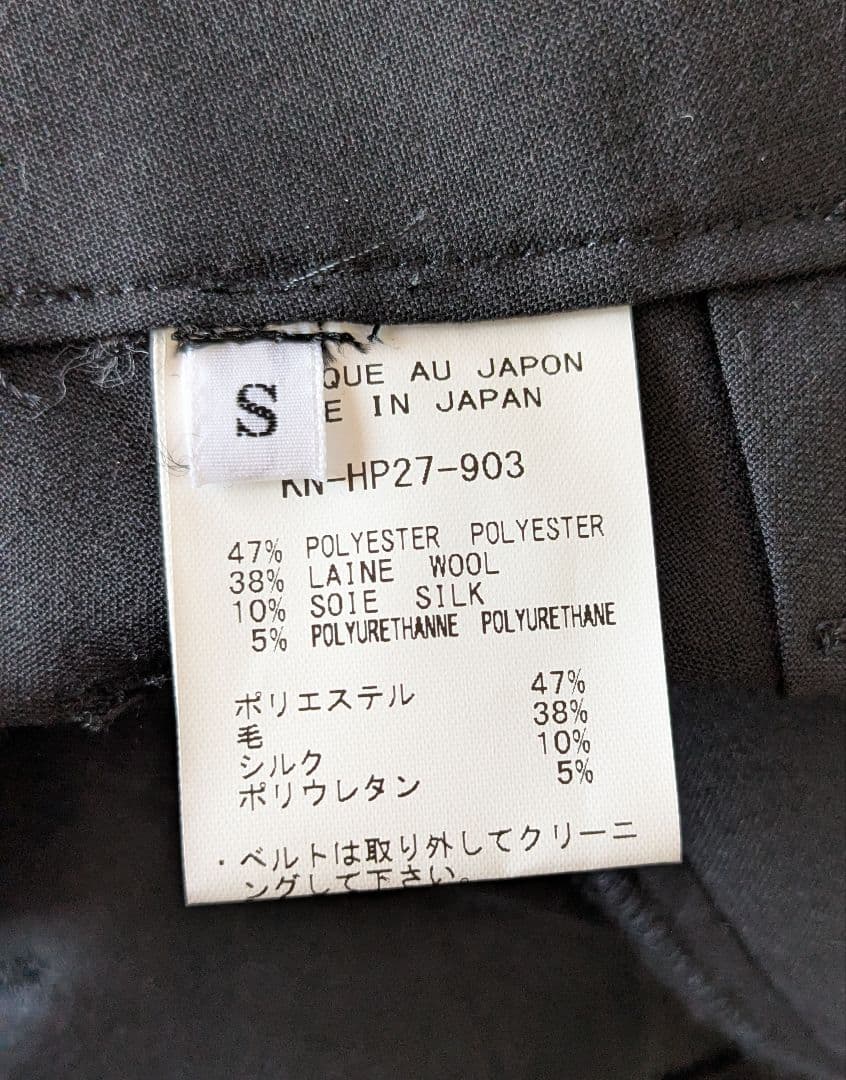 S
QUE AU JAPON
E IN JAPAN
KN-HP27-903
47% POLYESTER POLYESTER
38% LAINE WOOL
10% SOIE SILK
5% POLYURETHANNE POLYURETHANE
ポリエステル 47%
毛 38%
シルク 10%
ポリウレタン 5%
・ベルトは取り外してクリーニ
ングして下さい。